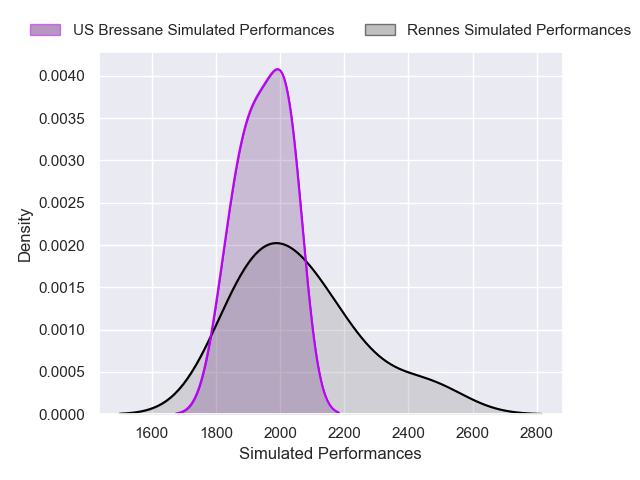 US Bressane Simulated Performances
Rennes Simulated Performances
0.0040
0.0035
0.0030
0.0025
0.0020
0.0015
0.0010
0.0005
0.0000
Density
1600 1800 2000 2200 2400 2600 2800
Simulated Performances